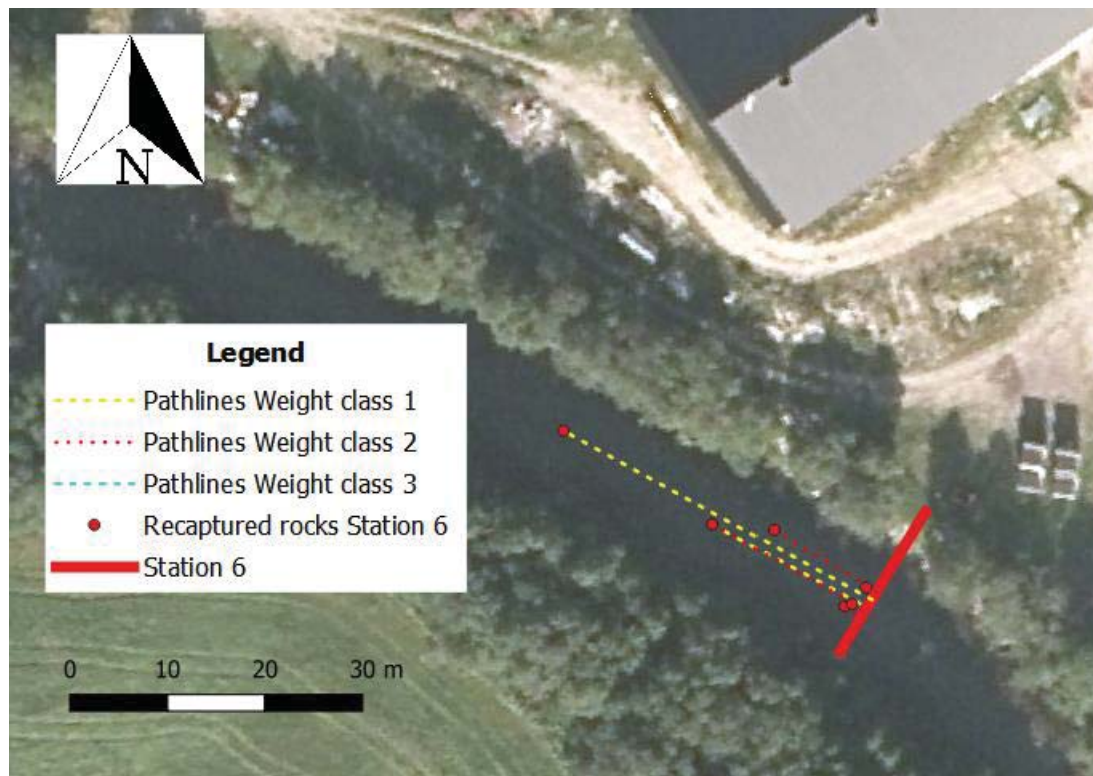 N
Legend
Pathlines Weight class 1
Pathlines Weight class 2
Pathlines Weight class 3
Recaptured rocks Station 6
Station 6
0 10 20 30 m